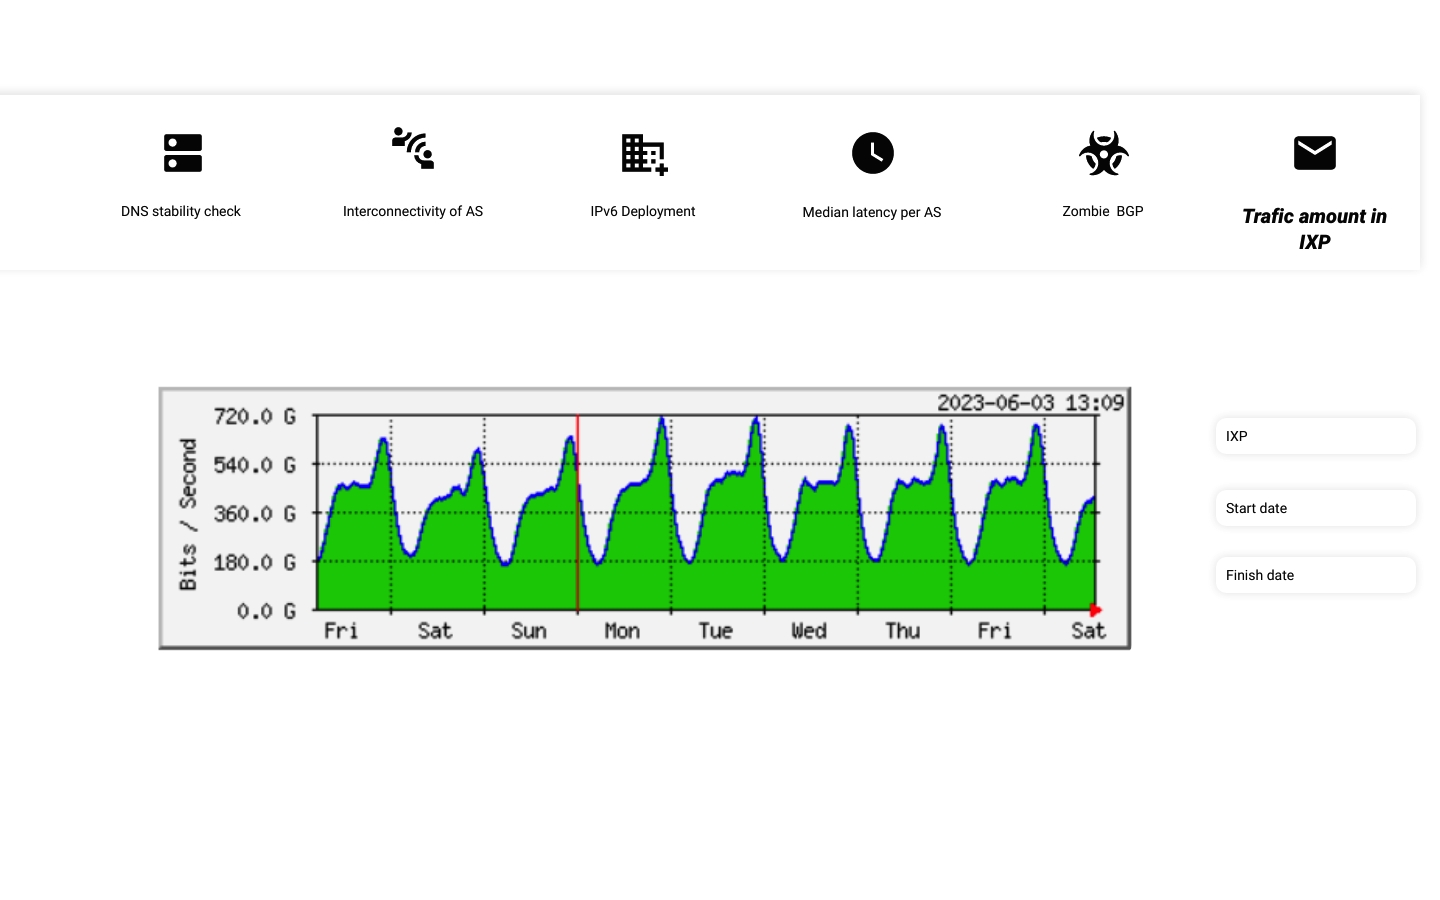 DNS stability check
Interconnectivity of AS
IPv6 Deployment
Median latency per AS
Zombie  BGP
Trafic amount in
IXP
2023-06-03 13:09
Bits / Second
720.0 G
540.0 G
360.0 G
180.0 G
0.0 G
Fri Sat Sun Mon Tue Wed Thu Fri Sat
IXP
Start date
Finish date